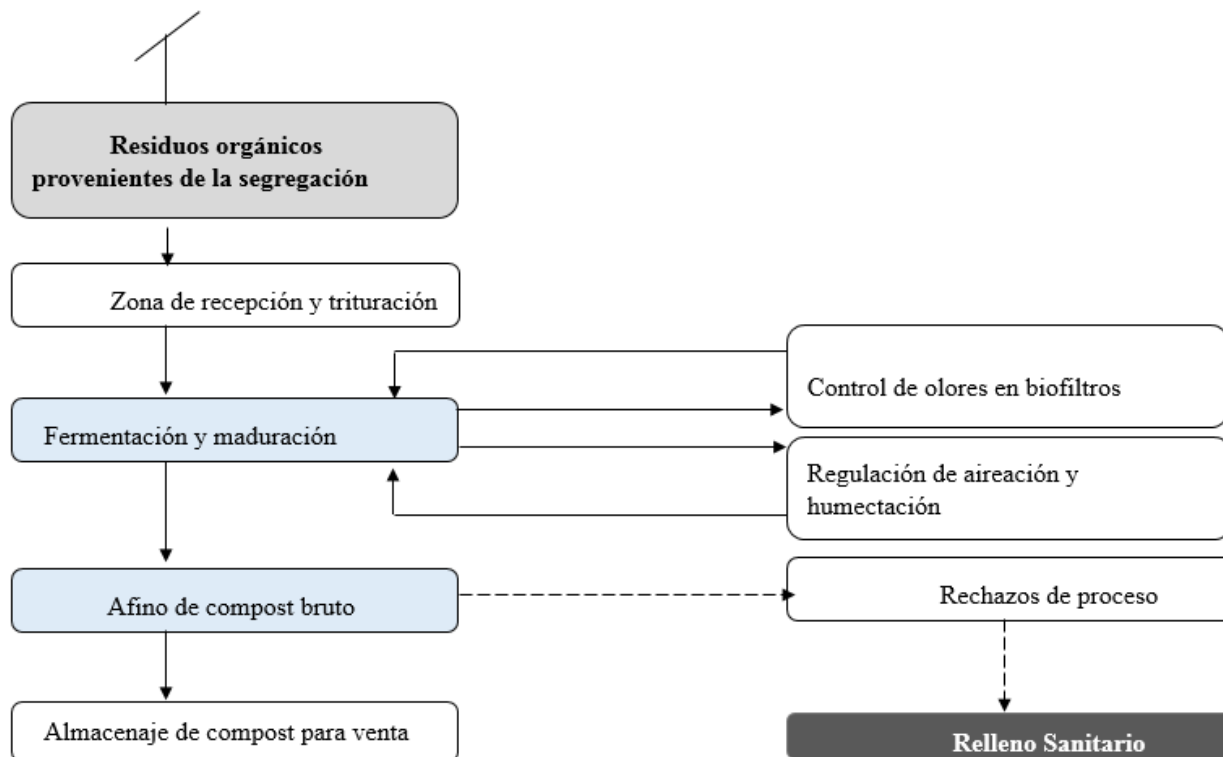 Residuos orgánicos
provenientes de la segregación
Zona de recepción y trituración
Control de olores en biofiltros
Fermentación y maduración
Regulación de aireación y
humectación
Afino de compost bruto
Rechazos de proceso
Almacenaje de compost para venta
Relleno Sanitario